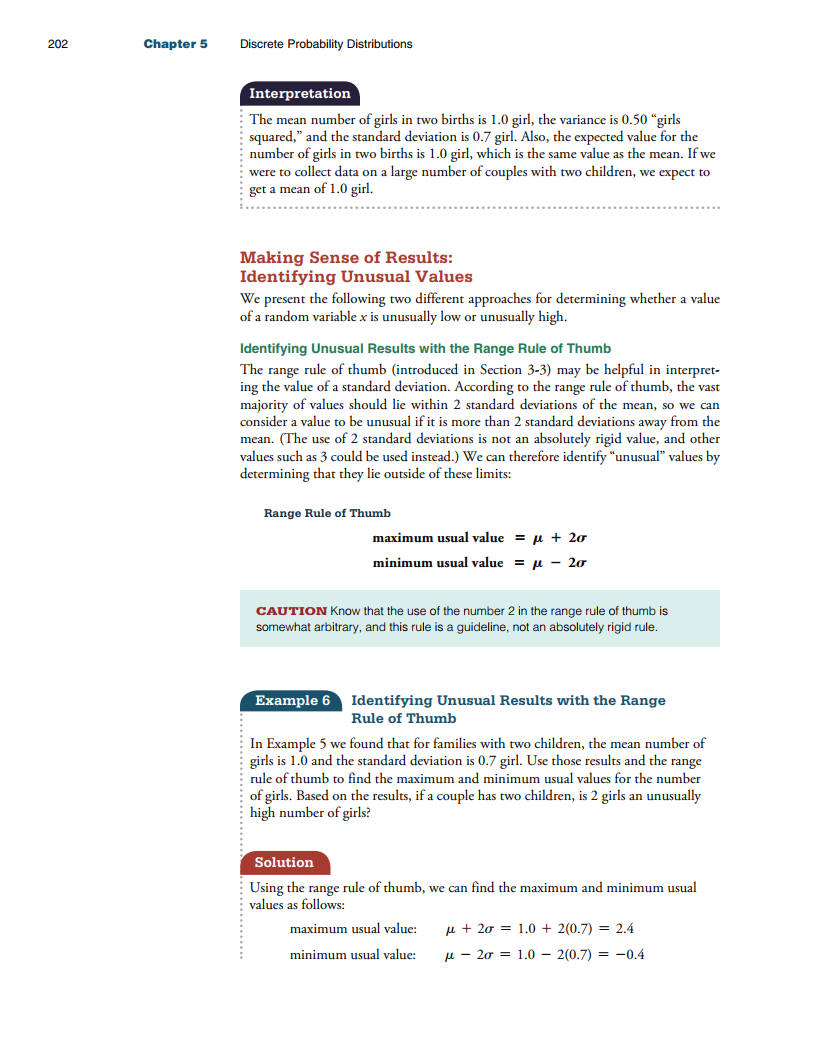 202 Chapter 5 Discrete Probability Distributions
Interpretation
The mean number of girls in two births is 1.0 girl, the variance is 0.50 “girls
squared,” and the standard deviation is 0.7 girl. Also, the expected value for the
number of girls in two births is 1.0 girl, which is the same value as the mean. If we
were to collect data on a large number of couples with two children, we expect to
get a mean of 1.0 girl.
Making Sense of Results:
Identifying Unusual Values
We present the following two different approaches for determining whether a value
of a random variable x is unusually low or unusually high.
Identifying Unusual Results with the Range Rule of Thumb
The range rule of thumb (introduced in Section 3-3) may be helpful in interpret-
ing the value of a standard deviation. According to the range rule of thumb, the vast
majority of values should lie within 2 standard deviations of the mean, so we can
consider a value to be unusual if it is more than 2 standard deviations away from the
mean. (The use of 2 standard deviations is not an absolutely rigid value, and other
values such as 3 could be used instead.) We can therefore identify “unusual” values by
determining that they lie outside of these limits:
Range Rule of Thumb
maximum usual value = μ + 2σ
minimum usual value = μ − 2σ
CAUTION Know that the use of the number 2 in the range rule of thumb is
somewhat arbitrary, and this rule is a guideline, not an absolutely rigid rule.
Example 6 Identifying Unusual Results with the Range
Rule of Thumb
In Example 5 we found that for families with two children, the mean number of
girls is 1.0 and the standard deviation is 0.7 girl. Use those results and the range
rule of thumb to find the maximum and minimum usual values for the number
of girls. Based on the results, if a couple has two children, is 2 girls an unusually
high number of girls?
Solution
Using the range rule of thumb, we can find the maximum and minimum usual
values as follows:
maximum usual value: μ + 2σ = 1.0 + 2(0.7) = 2.4
minimum usual value: μ − 2σ = 1.0 − 2(0.7) = −0.4